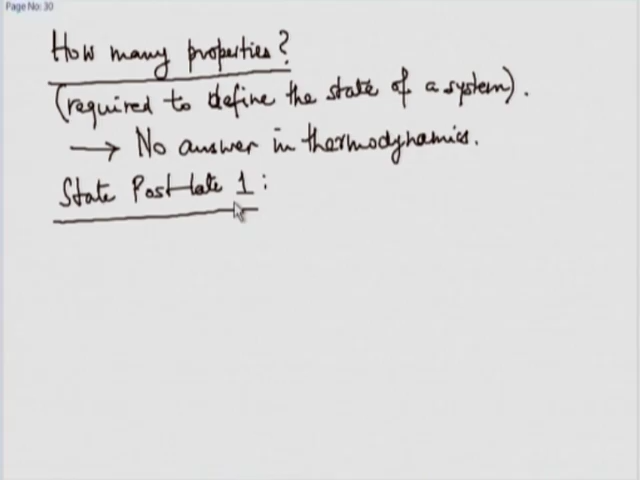 Page No: 30
How many properties?
(required to define the state of a system).
→ No answer in thermodynamics.
State Postulate 1: